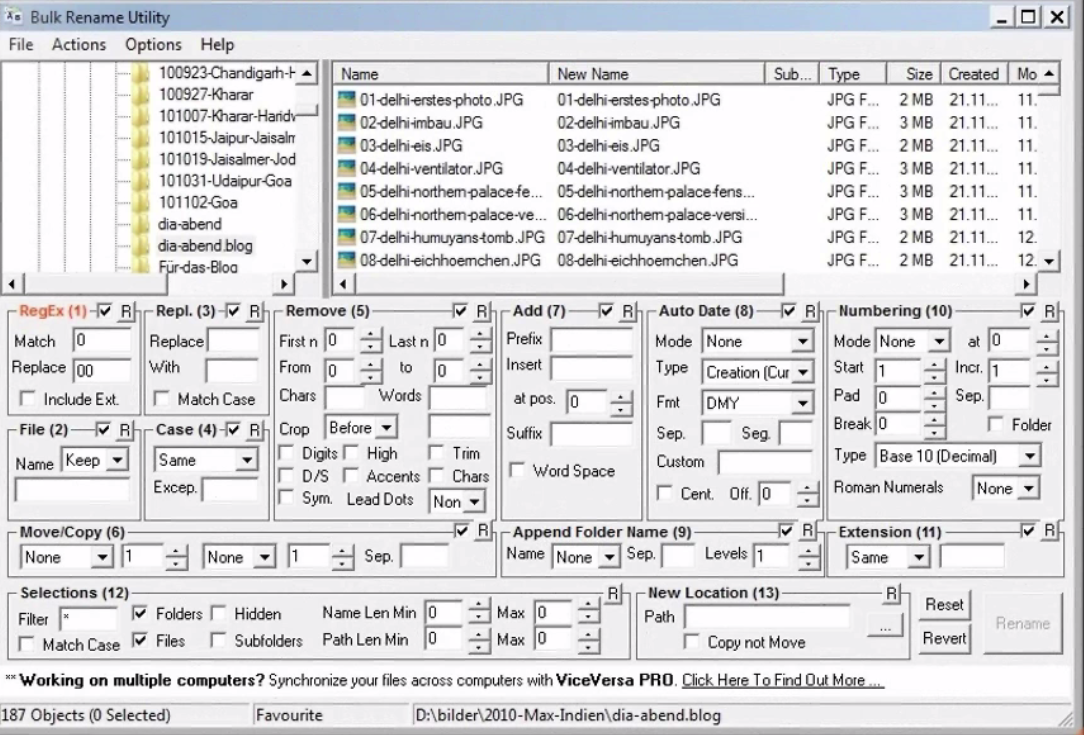 Bulk Rename Utility
File Actions Options Help
100923-Chandigarh-H
100927-Kharar
101007-Kharar-Haridw
101015-Jaipur-Jaisalm
101019-Jaisalmer-Jod
101031-Udaipur-Goa
101102-Goa
dia-abend
dia-abend.blog
Für-das-Blog
Name New Name Sub... Type Size Created Mo
01-delhi-erstes-photo.JPG 01-delhi-erstes-photo.JPG JPG F... 2 MB 21.11... 11.
02-delhi-imbau.JPG 02-delhi-imbau.JPG JPG F... 3 MB 21.11... 11.
03-delhi-eis.JPG 03-delhi-eis.JPG JPG F... 2 MB 21.11... 11.
04-delhi-ventilator.JPG 04-delhi-ventilator.JPG JPG F... 3 MB 21.11... 11.
05-delhi-northern-palace-fe... 05-delhi-northern-palace-fens... JPG F... 2 MB 21.11... 11.
06-delhi-northern-palace-ve... 06-delhi-northern-palace-versi... JPG F... 3 MB 21.11... 11.
07-delhi-humuyans-tomb.JPG 07-delhi-humuyans-tomb.JPG JPG F... 2 MB 21.11... 12.
08-delhi-eichhoernchen.JPG 08-delhi-eichhoernchen.JPG JPG F... 2 MB 21.11... 12.
RegEx (1) R
Match 0
Replace 00
Include Ext.
Repl. (3) R
Replace
With
Match Case
Remove (5) R
First n 0 Last n 0
From 0 to 0
Chars Words
Crop Before
Digits High Trim
D/S Accents Chars
Sym. Lead Dots Non
Add (7) R
Prefix
Insert
at pos. 0
Suffix
Word Space
Auto Date (8) R
Mode None
Type Creation (Cur
Fmt DMY
Sep. Seg.
Custom
Cent. Off. 0
Numbering (10) R
Mode None at 0
Start 1 Incr. 1
Pad 0 Sep.
Break 0 Folder
Type Base 10 (Decimal)
Roman Numerals None
File (2) R
Name Keep
Case (4) R
Same
Excep.
Move/Copy (6) R
None 1 None 1 Sep.
Append Folder Name (9) R
Name None Sep. Levels 1
Extension (11) R
Same
Selections (12) R
Filter * Folders Hidden Name Len Min 0 Max 0
Match Case Files Subfolders Path Len Min 0 Max 0
New Location (13) R
Path ...
Copy not Move
Reset
Revert
Rename
** Working on multiple computers? Synchronize your files across computers with ViceVersa PRO. Click Here To Find Out More ...
187 Objects (0 Selected) Favourite D:\bilder\2010-Max-Indien\dia-abend.blog